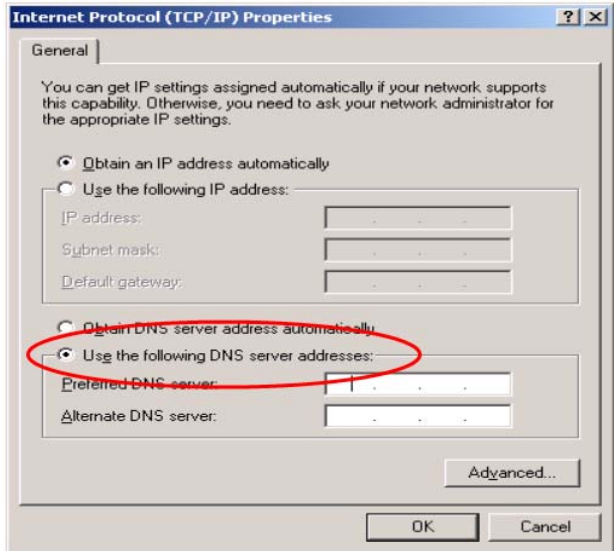 Internet Protocol (TCP/IP) Properties
General
You can get IP settings assigned automatically if your network supports
this capability. Otherwise, you need to ask your network administrator for
the appropriate IP settings.
Obtain an IP address automatically
Use the following IP address:
IP address:
Subnet mask:
Default gateway:
Obtain DNS server address automatically
Use the following DNS server addresses:
Preferred DNS server:
Alternate DNS server:
Advanced...
OK
Cancel